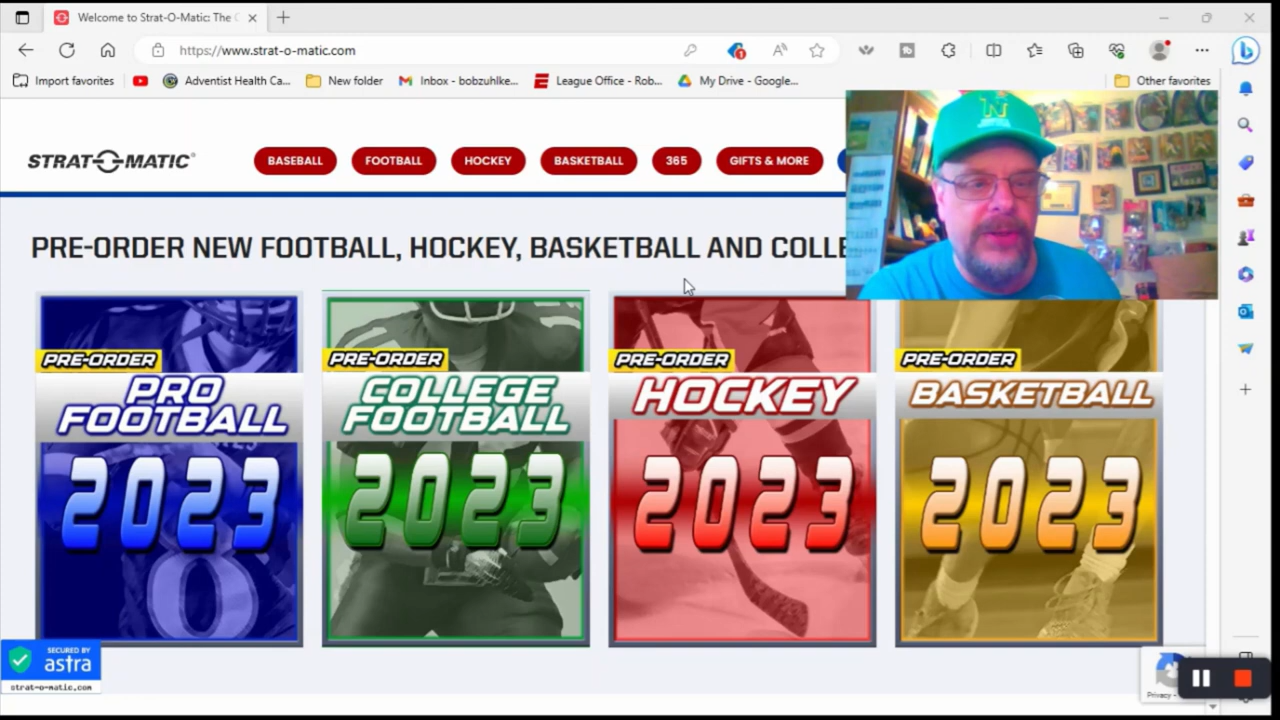 Welcome to Strat-O-Matic: The
https://www.strat-o-matic.com
1
Import favorites
Adventist Health Ca...
New folder
Inbox - bobzuhlke...
League Office - Rob...
My Drive - Google...
Other favorites
STRAT-O-MATIC®
BASEBALL
FOOTBALL
HOCKEY
BASKETBALL
365
GIFTS & MORE
N
PRE-ORDER NEW FOOTBALL, HOCKEY, BASKETBALL AND COLLE
PRE-ORDER
PRO
FOOTBALL
2023
PRE-ORDER
COLLEGE
FOOTBALL
2023
PRE-ORDER
HOCKEY
2023
PRE-ORDER
BASKETBALL
2023
SECURED BY
astra
strat-o-matic.com
Privacy -